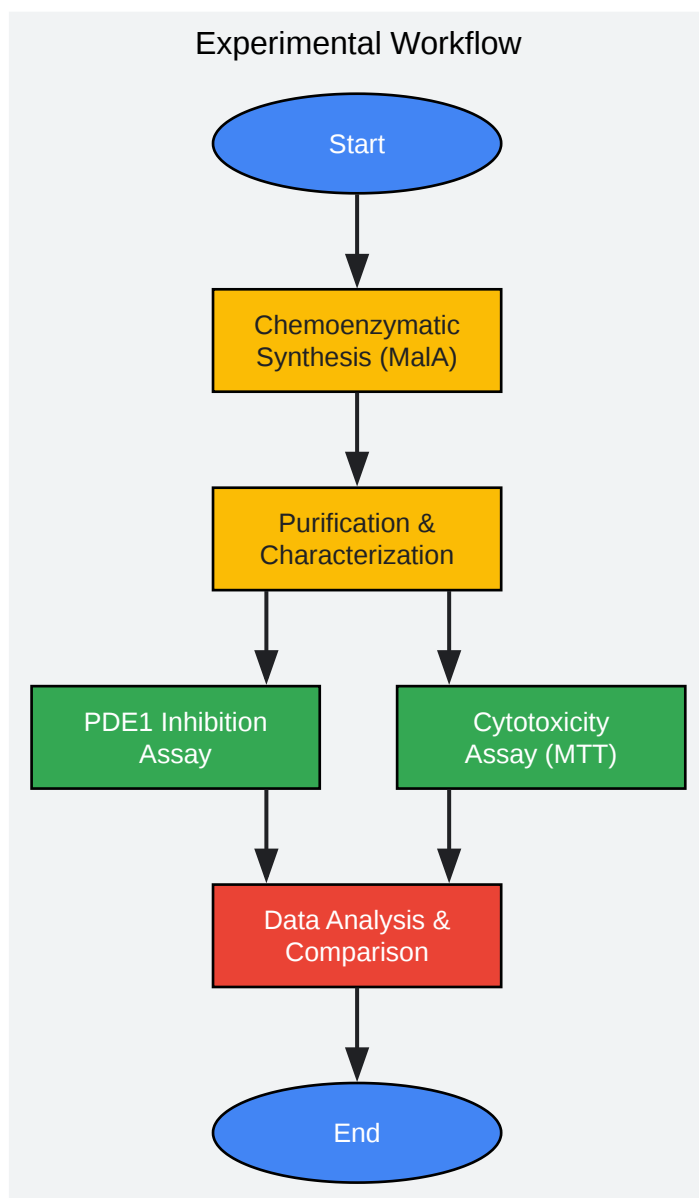 Experimental Workflow
Start
Chemoenzymatic
Synthesis (MalA)
Purification &
Characterization
PDE1 Inhibition
Assay
Cytotoxicity
Assay (MTT)
Data Analysis &
Comparison
End